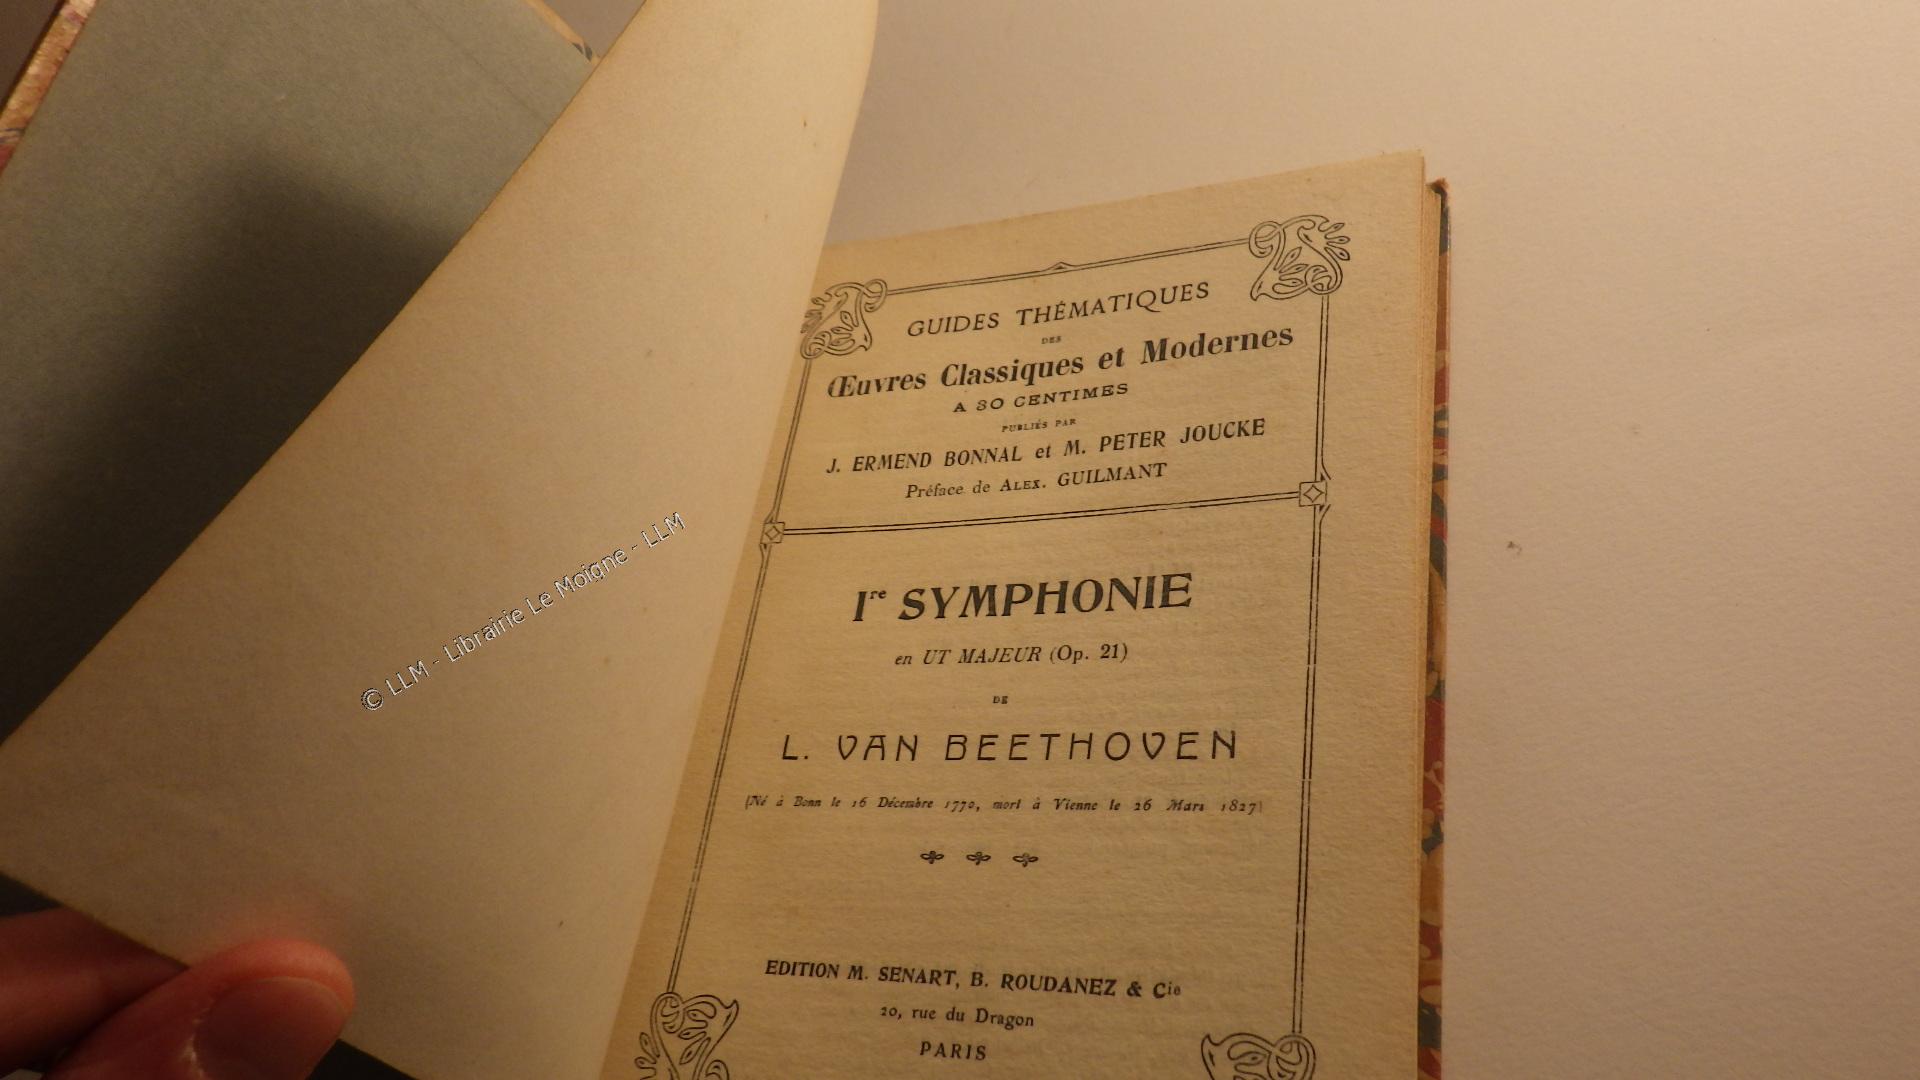 GUIDES THÉMATIQUES
DES
Œuvres Classiques et Modernes
A 30 CENTIMES
PUBLIÉS PAR
J. ERMEND BONNAL et M. PETER JOUCKE
Préface de ALEX. GUILMANT
Ire SYMPHONIE
en UT MAJEUR (Op. 21)
DE
L. VAN BEETHOVEN
(Né à Bonn le 16 Décembre 1770, mort à Vienne le 26 Mars 1827)
EDITION M. SENART, B. ROUDANEZ & Cie
20, rue du Dragon
PARIS
© LLM - Librairie Le Moigne - LLM